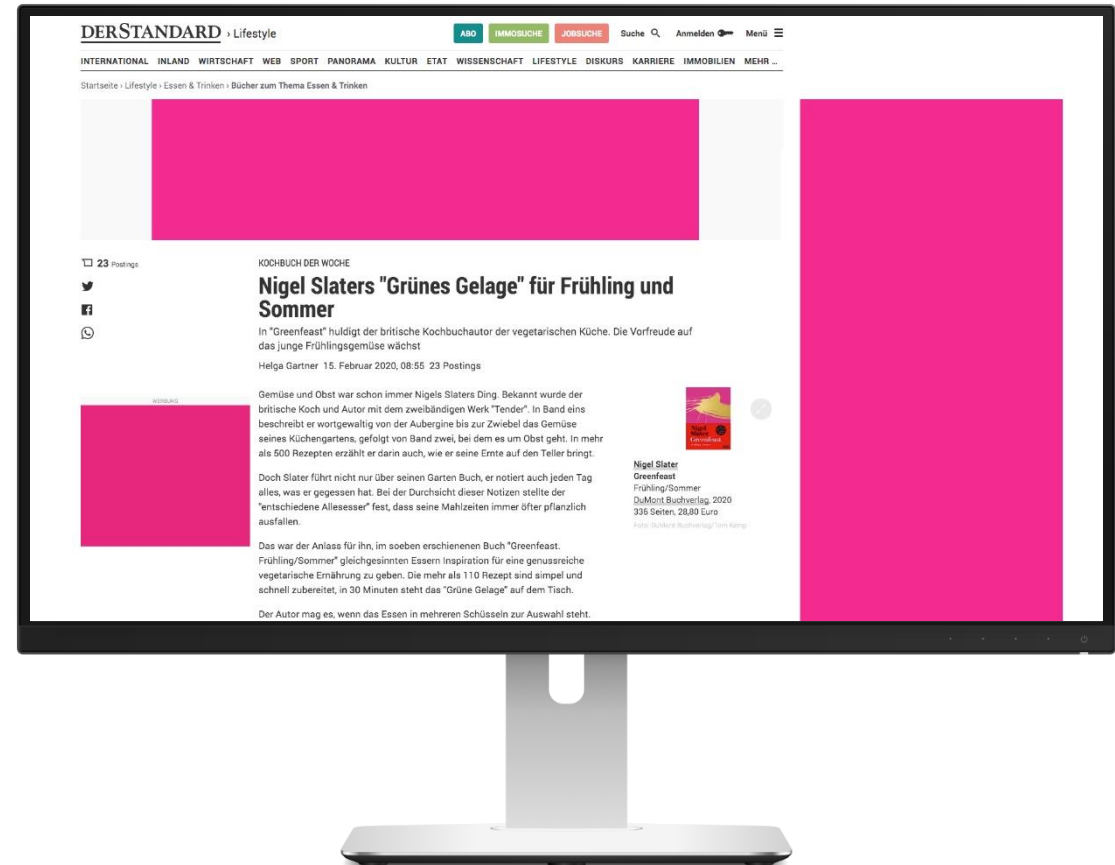 DERSTANDARD › Lifestyle
ABO IMMOSUCHE JOBSUCHE Suche Anmelden Menü
INTERNATIONAL INLAND WIRTSCHAFT WEB SPORT PANORAMA KULTUR ETAT WISSENSCHAFT LIFESTYLE DISKURS KARRIERE IMMOBILIEN MEHR ...
Startseite › Lifestyle › Essen & Trinken › Bücher zum Thema Essen & Trinken
23 Postings
KOCHBUCH DER WOCHE
Nigel Slaters "Grünes Gelage" für Frühling und
Sommer
In "Greenfeast" huldigt der britische Kochbuchautor der vegetarischen Küche. Die Vorfreude auf
das junge Frühlingsgemüse wächst
Helga Gartner 15. Februar 2020, 08:55 23 Postings
WERBUNG
Gemüse und Obst war schon immer Nigels Slaters Ding. Bekannt wurde der
britische Koch und Autor mit dem zweibändigen Werk "Tender". In Band eins
beschreibt er wortgewaltig von der Aubergine bis zur Zwiebel das Gemüse
seines Küchengartens, gefolgt von Band zwei, bei dem es um Obst geht. In mehr
als 500 Rezepten erzählt er darin auch, wie er seine Ernte auf den Teller bringt.
Doch Slater führt nicht nur über seinen Garten Buch, er notiert auch jeden Tag
alles, was er gegessen hat. Bei der Durchsicht dieser Notizen stellte der
"entschiedene Allesesser" fest, dass seine Mahlzeiten immer öfter pflanzlich
ausfallen.
Das war der Anlass für ihn, im soeben erschienenen Buch "Greenfeast.
Frühling/Sommer" gleichgesinnten Essern Inspiration für eine genussreiche
vegetarische Ernährung zu geben. Die mehr als 110 Rezept sind simpel und
schnell zubereitet, in 30 Minuten steht das "Grüne Gelage" auf dem Tisch.
Der Autor mag es, wenn das Essen in mehreren Schüsseln zur Auswahl steht.
Nigel
Slater
Greenfeast
Nigel Slater
Greenfeast
Frühling/Sommer
DuMont Buchverlag, 2020
336 Seiten, 28,80 Euro
Foto: DuMont Buchverlag/Tom Kemp